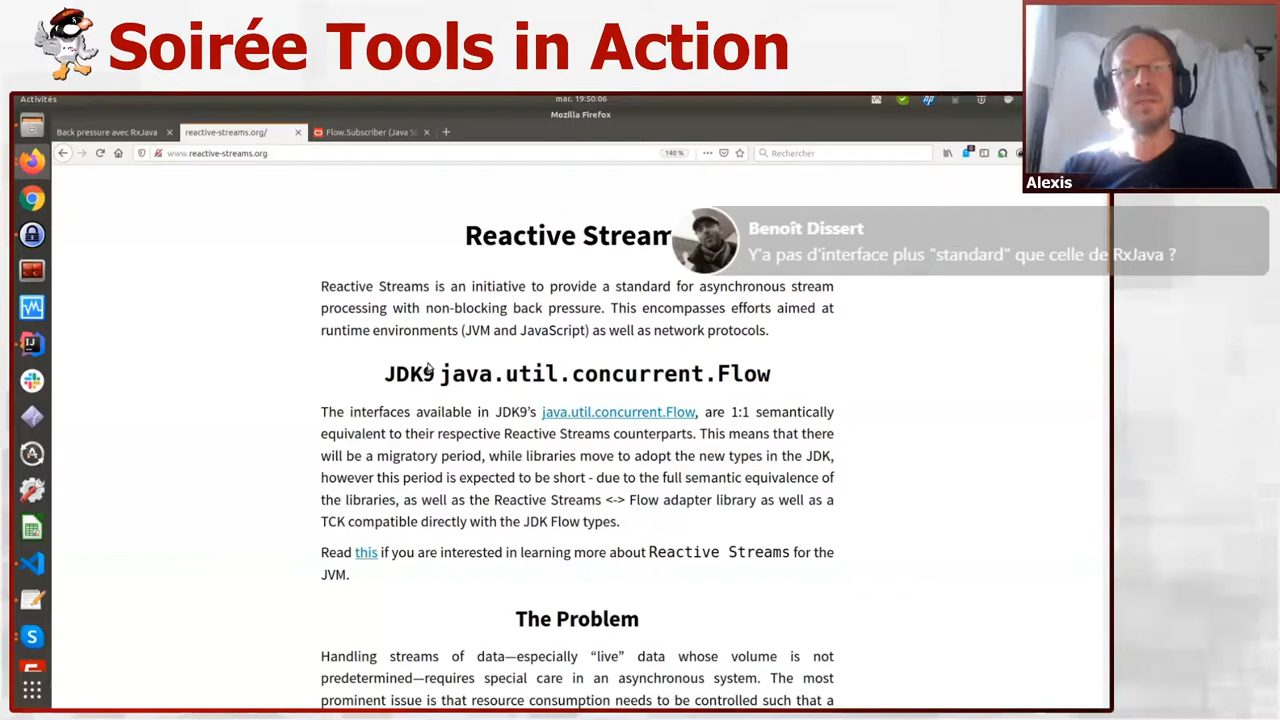 Soirée Tools in Action
Activités
mar. 19:50:06
Mozilla Firefox
Back pressure avec RxJava
reactive-streams.org/
Flow.Subscriber (Java S
www.reactive-streams.org
140 %
Rechercher
Alexis
Benoît Dissert
Y'a pas d'interface plus "standard" que celle de RxJava ?
Reactive Stream
Reactive Streams is an initiative to provide a standard for asynchronous stream
processing with non-blocking back pressure. This encompasses efforts aimed at
runtime environments (JVM and JavaScript) as well as network protocols.
JDK9 java.util.concurrent.Flow
The interfaces available in JDK9’s java.util.concurrent.Flow, are 1:1 semantically
equivalent to their respective Reactive Streams counterparts. This means that there
will be a migratory period, while libraries move to adopt the new types in the JDK,
however this period is expected to be short - due to the full semantic equivalence of
the libraries, as well as the Reactive Streams <-> Flow adapter library as well as a
TCK compatible directly with the JDK Flow types.
Read this if you are interested in learning more about Reactive Streams for the
JVM.
The Problem
Handling streams of data—especially “live” data whose volume is not
predetermined—requires special care in an asynchronous system. The most
prominent issue is that resource consumption needs to be controlled such that a